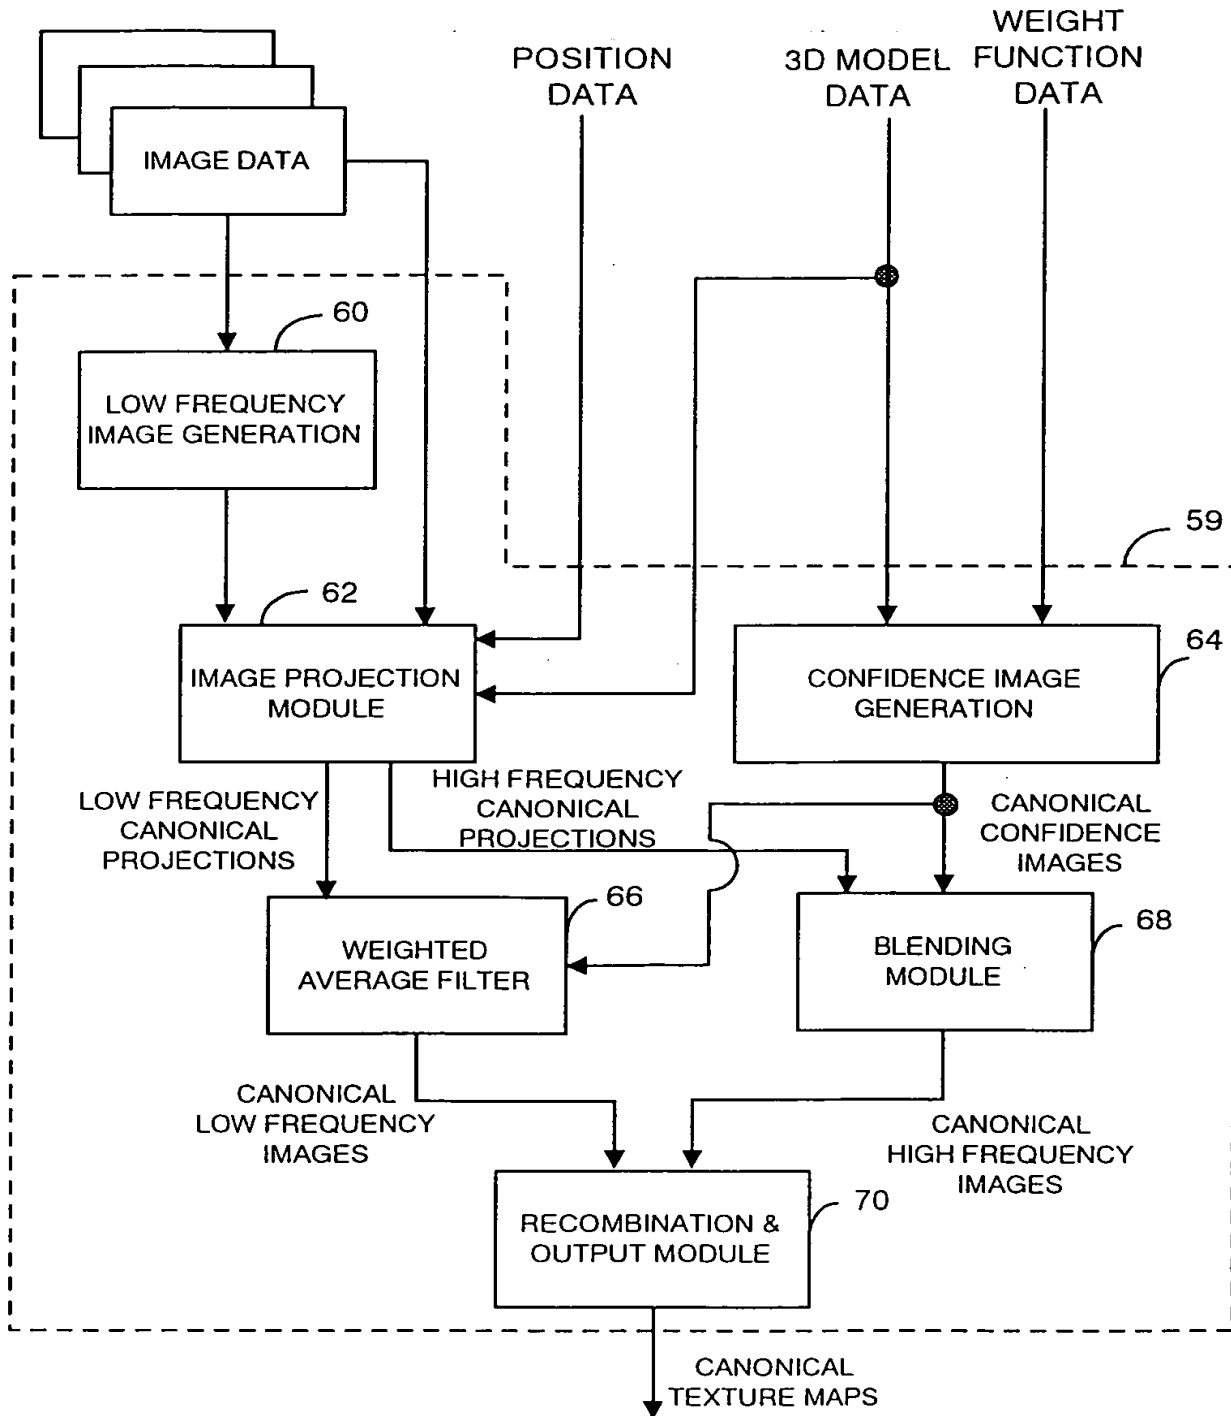 WEIGHT
FUNCTION
DATA
POSITION
DATA
3D MODEL
DATA
IMAGE DATA
60
LOW FREQUENCY
IMAGE GENERATION
59
62
IMAGE PROJECTION
MODULE
64
CONFIDENCE IMAGE
GENERATION
LOW FREQUENCY
CANONICAL
PROJECTIONS
HIGH FREQUENCY
CANONICAL
PROJECTIONS
CANONICAL
CONFIDENCE
IMAGES
66
WEIGHTED
AVERAGE FILTER
68
BLENDING
MODULE
CANONICAL
LOW FREQUENCY
IMAGES
CANONICAL
HIGH FREQUENCY
IMAGES
70
RECOMBINATION &
OUTPUT MODULE
CANONICAL
TEXTURE MAPS